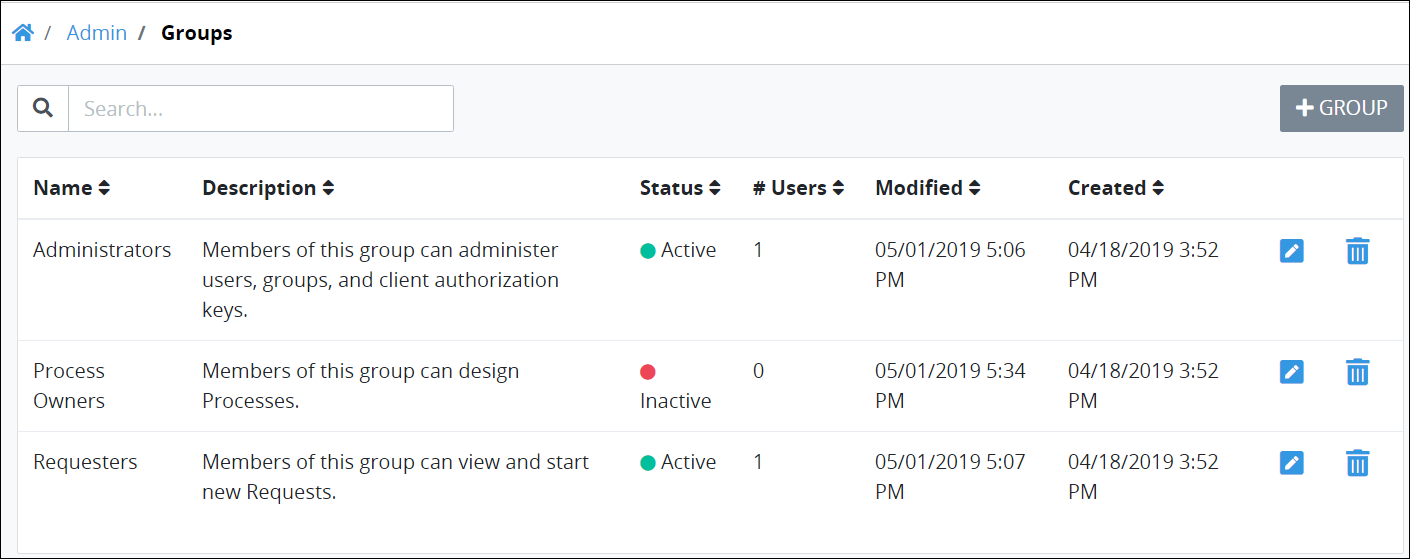 / Admin / Groups
Search...
GROUP
Name Description Status # Users Modified Created
Administrators Members of this group can administer Active 1 05/01/2019 5:06 04/18/2019 3:52
users, groups, and client authorization PM PM
keys.
Process Members of this group can design 0 05/01/2019 5:34 04/18/2019 3:52
Owners Processes. Inactive PM PM
Requesters Members of this group can view and start Active 1 05/01/2019 5:07 04/18/2019 3:52
new Requests. PM PM